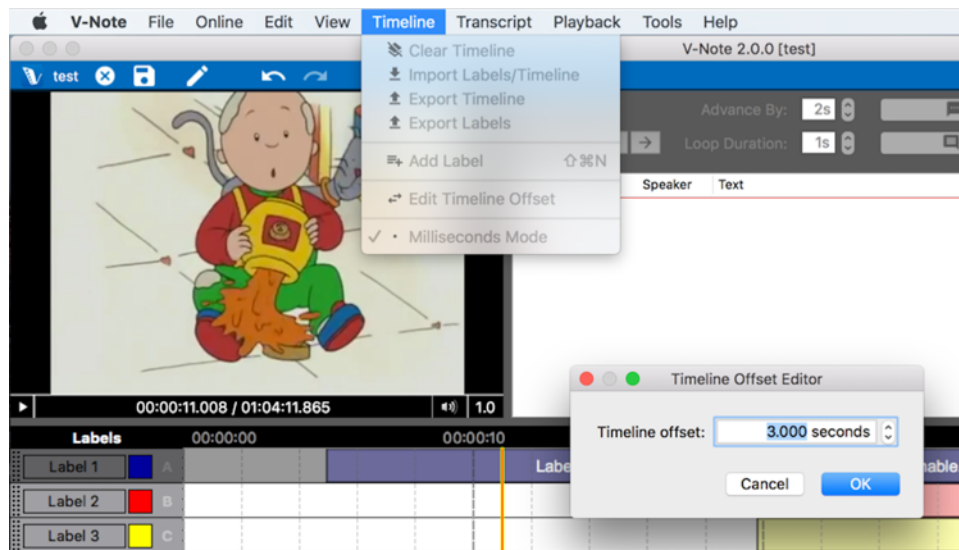 V-Note File Online Edit View Timeline Transcript Playback Tools Help
V-Note 2.0.0 [test]
test
Clear Timeline
Import Labels/Timeline
Export Timeline
Export Labels
Add Label ⇧⌘N
Edit Timeline Offset
✓ • Milliseconds Mode
Advance By: 2s
Loop Duration: 1s
Speaker Text
00:00:11.008 / 01:04:11.865 1.0
Timeline Offset Editor
Timeline offset: 3.000 seconds
Cancel OK
Labels 00:00:00 00:00:10
Label 1 A
Label 2 B
Label 3 C